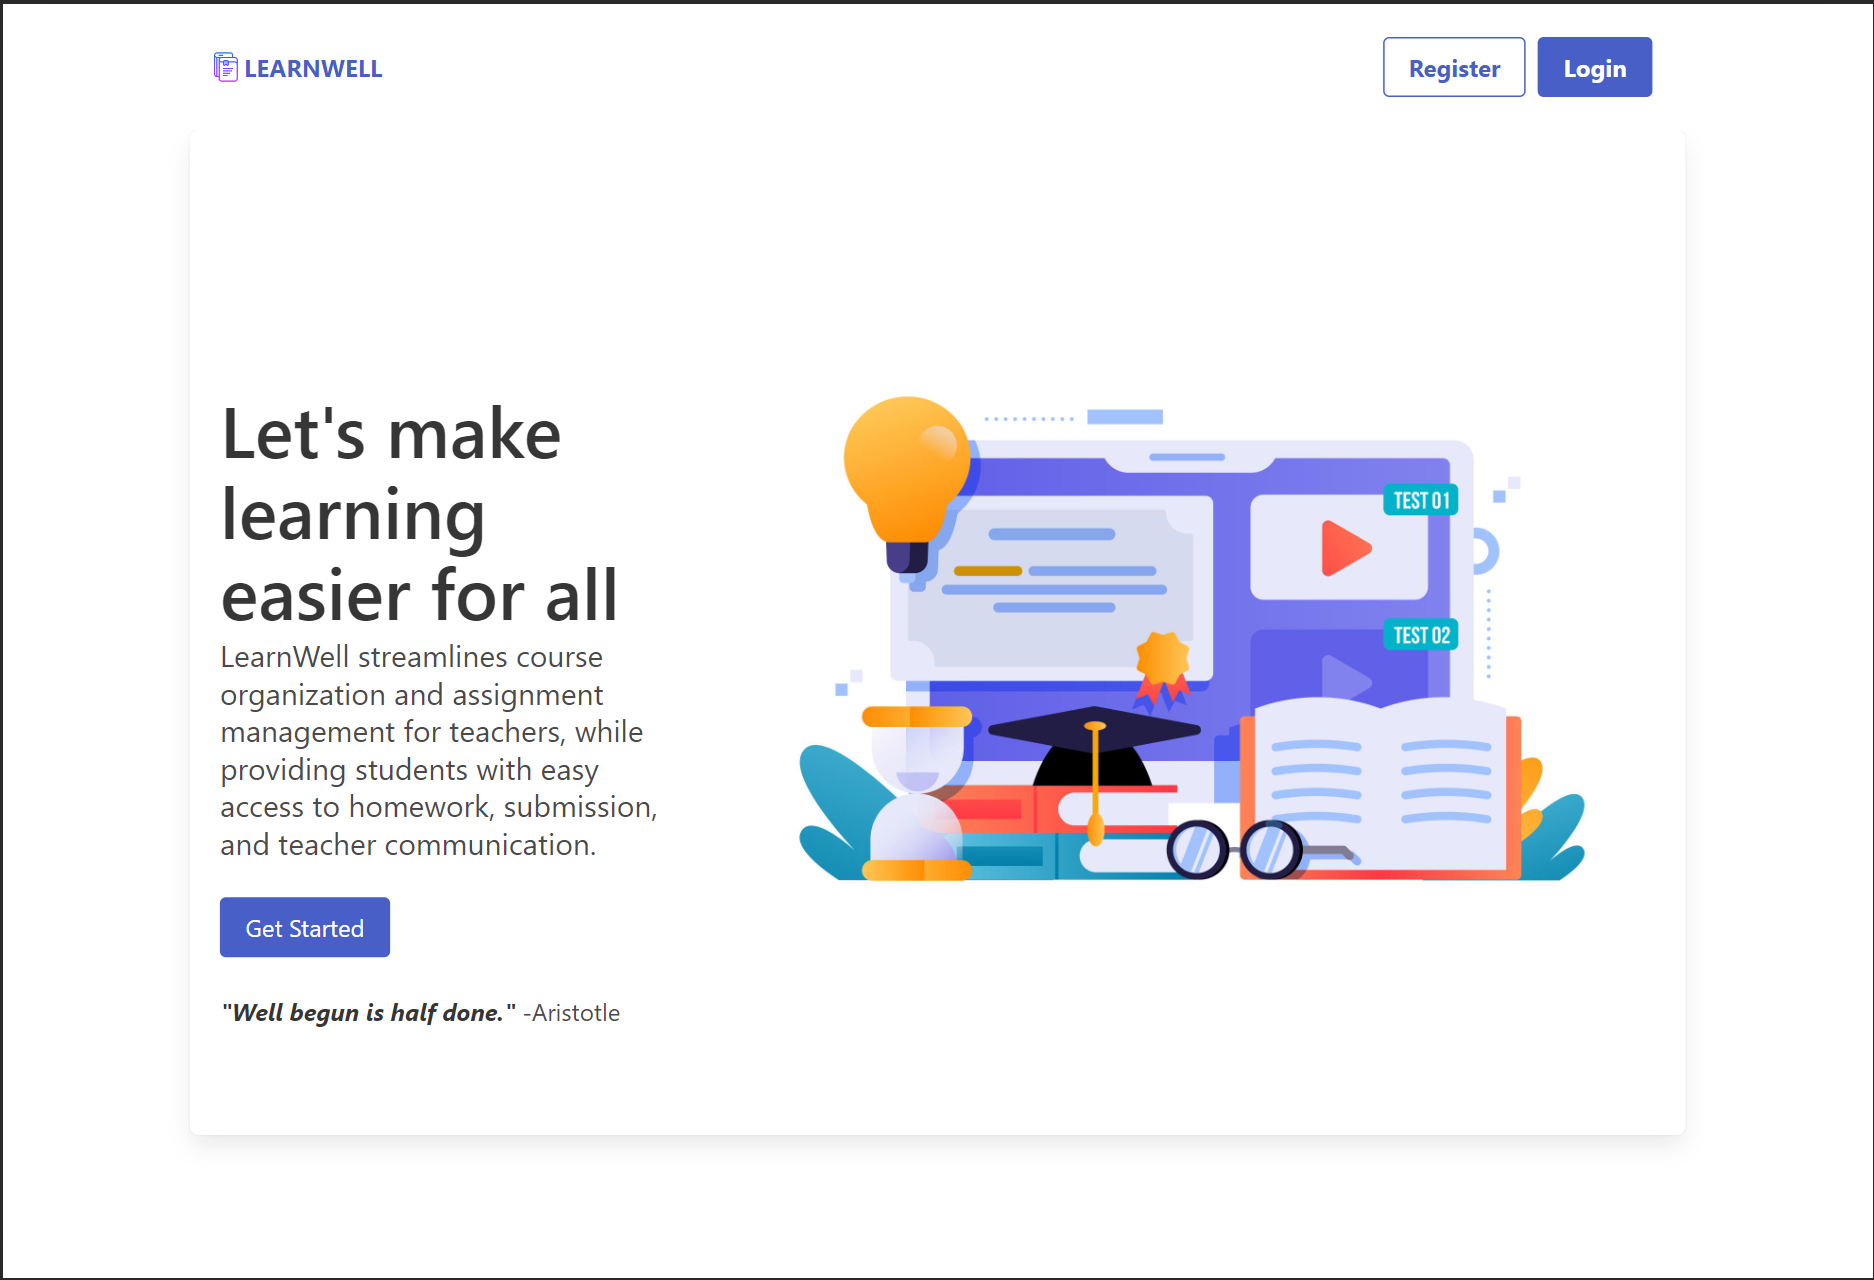 LEARNWELL
Register
Login
Let's make
learning
easier for all
LearnWell streamlines course
organization and assignment
management for teachers, while
providing students with easy
access to homework, submission,
and teacher communication.
Get Started
"Well begun is half done." -Aristotle
TEST 01
TEST 02